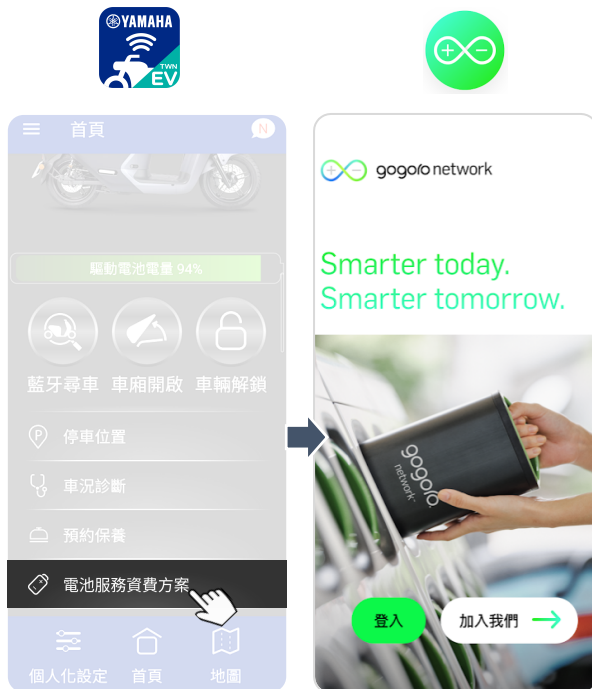 YAMAHA
TWN
EV
首頁
N
驅動電池電量 94%
藍牙尋車 車廂開啟 車輛解鎖
P 停車位置
車況診斷
預約保養
電池服務資費方案
個人化設定 首頁 地圖
gogoro network
Smarter today.
Smarter tomorrow.
gogoro
network
登入
加入我們